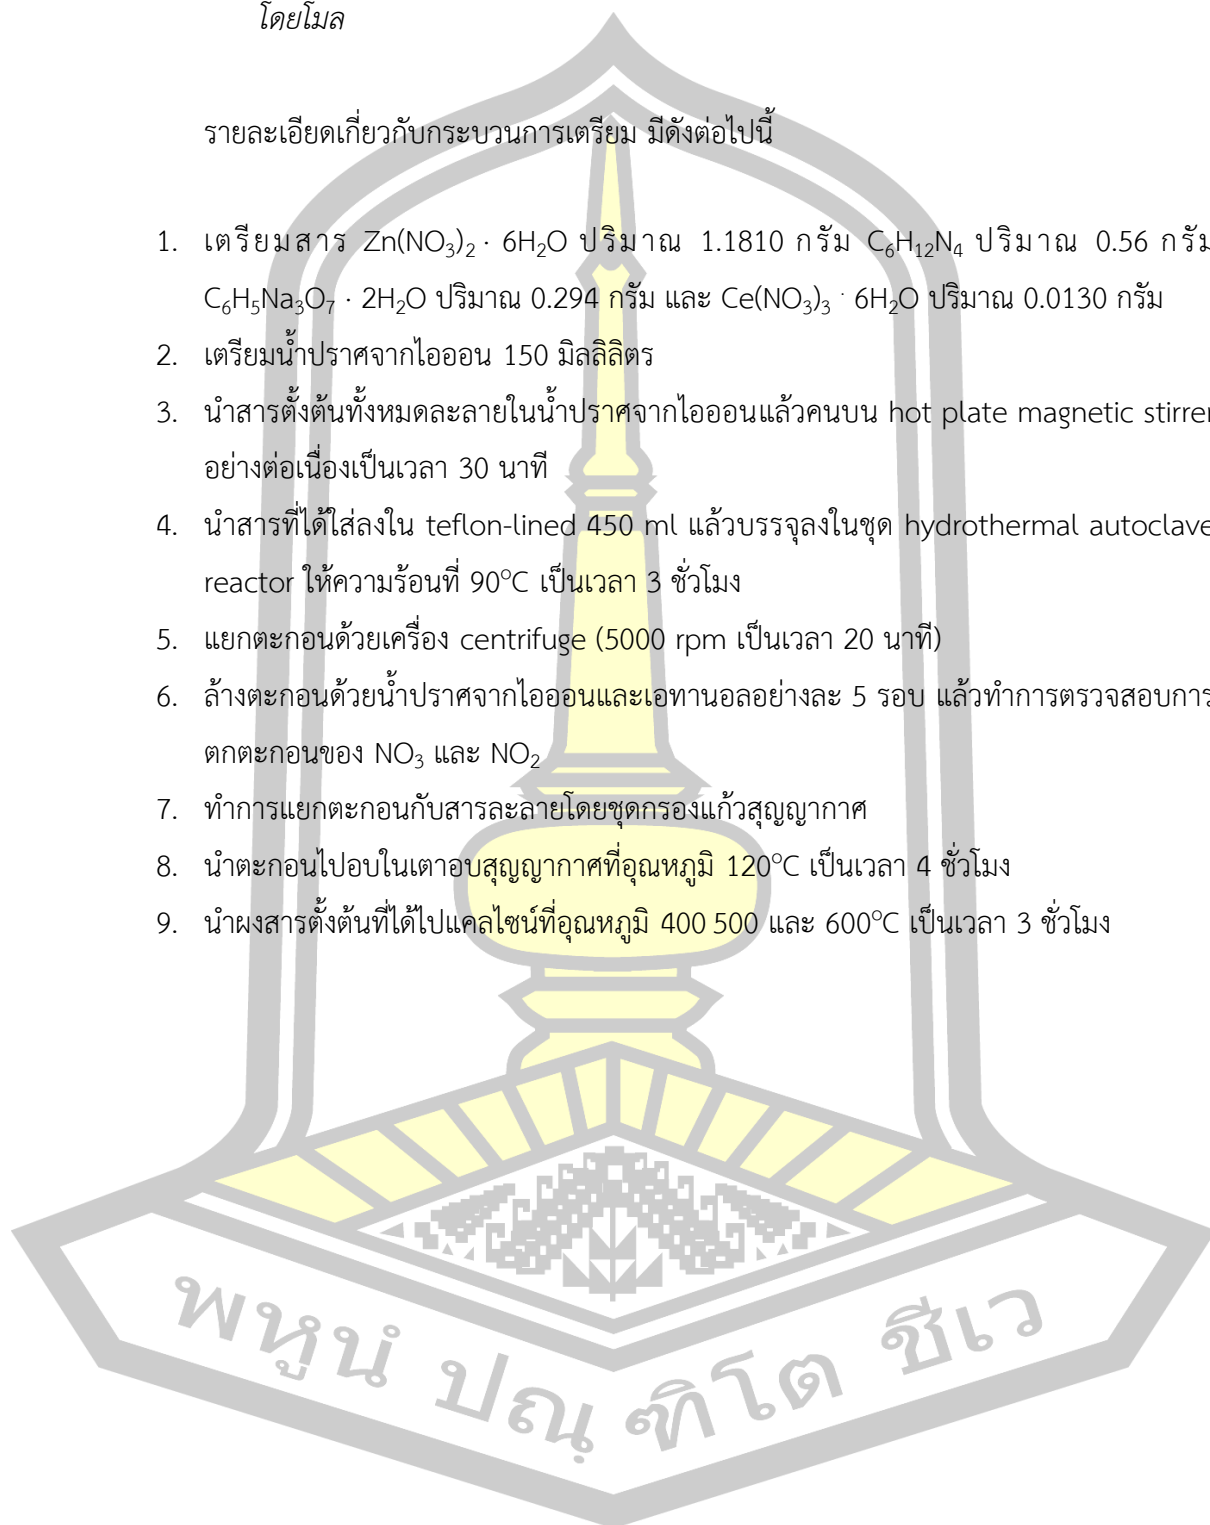 โดยโมล
รายละเอียดเกี่ยวกับกระบวนการเตรียม มีดังต่อไปนี้
1. เตรียมสาร Zn(NO₃)₂ · 6H₂O ปริมาณ 1.1810 กรัม C₆H₁₂N₄ ปริมาณ 0.56 กรัม
C₆H₅Na₃O₇ · 2H₂O ปริมาณ 0.294 กรัม และ Ce(NO₃)₃ · 6H₂O ปริมาณ 0.0130 กรัม
2. เตรียมน้ำปราศจากไอออน 150 มิลลิลิตร
3. นำสารตั้งต้นทั้งหมดละลายในน้ำปราศจากไอออนแล้วคนบน hot plate magnetic stirrer
อย่างต่อเนื่องเป็นเวลา 30 นาที
4. นำสารที่ได้ใส่ลงใน teflon-lined 450 ml แล้วบรรจุลงในชุด hydrothermal autoclave
reactor ให้ความร้อนที่ 90°C เป็นเวลา 3 ชั่วโมง
5. แยกตะกอนด้วยเครื่อง centrifuge (5000 rpm เป็นเวลา 20 นาที)
6. ล้างตะกอนด้วยน้ำปราศจากไอออนและเอทานอลอย่างละ 5 รอบ แล้วทำการตรวจสอบการ
ตกตะกอนของ NO₃ และ NO₂
7. ทำการแยกตะกอนกับสารละลายโดยชุดกรองแก้วสุญญากาศ
8. นำตะกอนไปอบในเตาอบสุญญากาศที่อุณหภูมิ 120°C เป็นเวลา 4 ชั่วโมง
9. นำผงสารตั้งต้นที่ได้ไปแคลไซน์ที่อุณหภูมิ 400 500 และ 600°C เป็นเวลา 3 ชั่วโมง
พหูนํ ปณฺ ฑิโต ชีเว